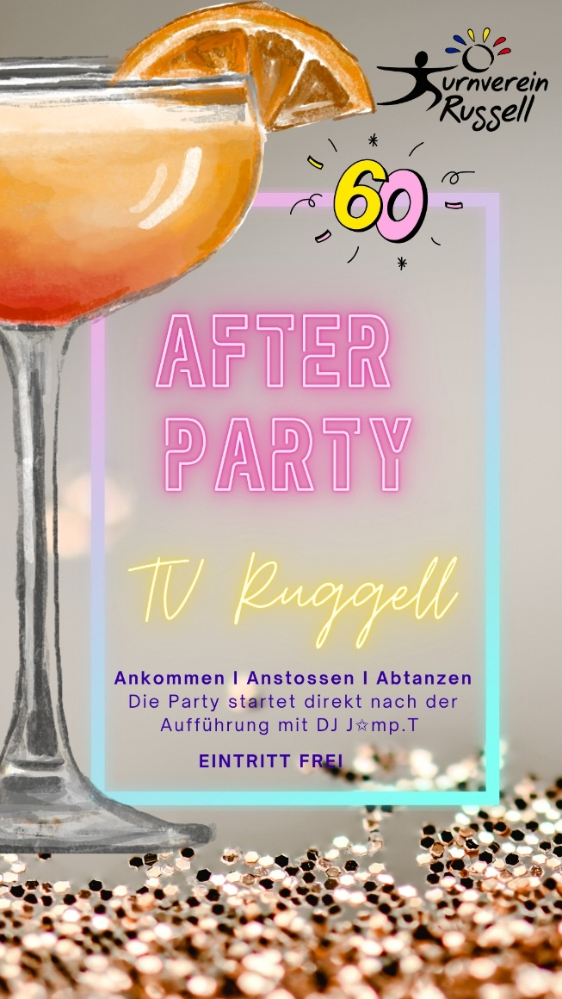 Turnverein
Ruggell
60
AFTER
PARTY
TV Ruggell
Ankommen I Anstossen I Abtanzen
Die Party startet direkt nach der
Aufführung mit DJ J☆mp.T
EINTRITT FREI